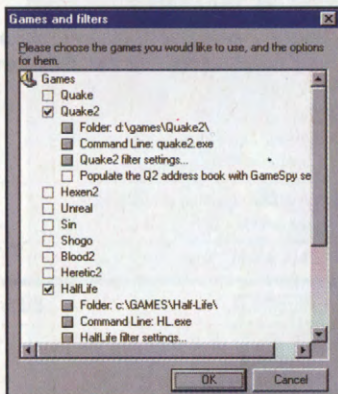 Games and filters
Please choose the games you would like to use, and the options
for them.
Games
Quake
Quake2
Folder: d:\games\Quake2\
Command Line: quake2.exe
Quake2 filter settings...
Populate the Q2 address book with GameSpy se
Hexen2
Unreal
Sin
Shogo
Blood2
Heretic2
HalfLife
Folder: c:\GAMES\Half-Life\
Command Line: HL.exe
HalfLife filter settings...
OK
Cancel